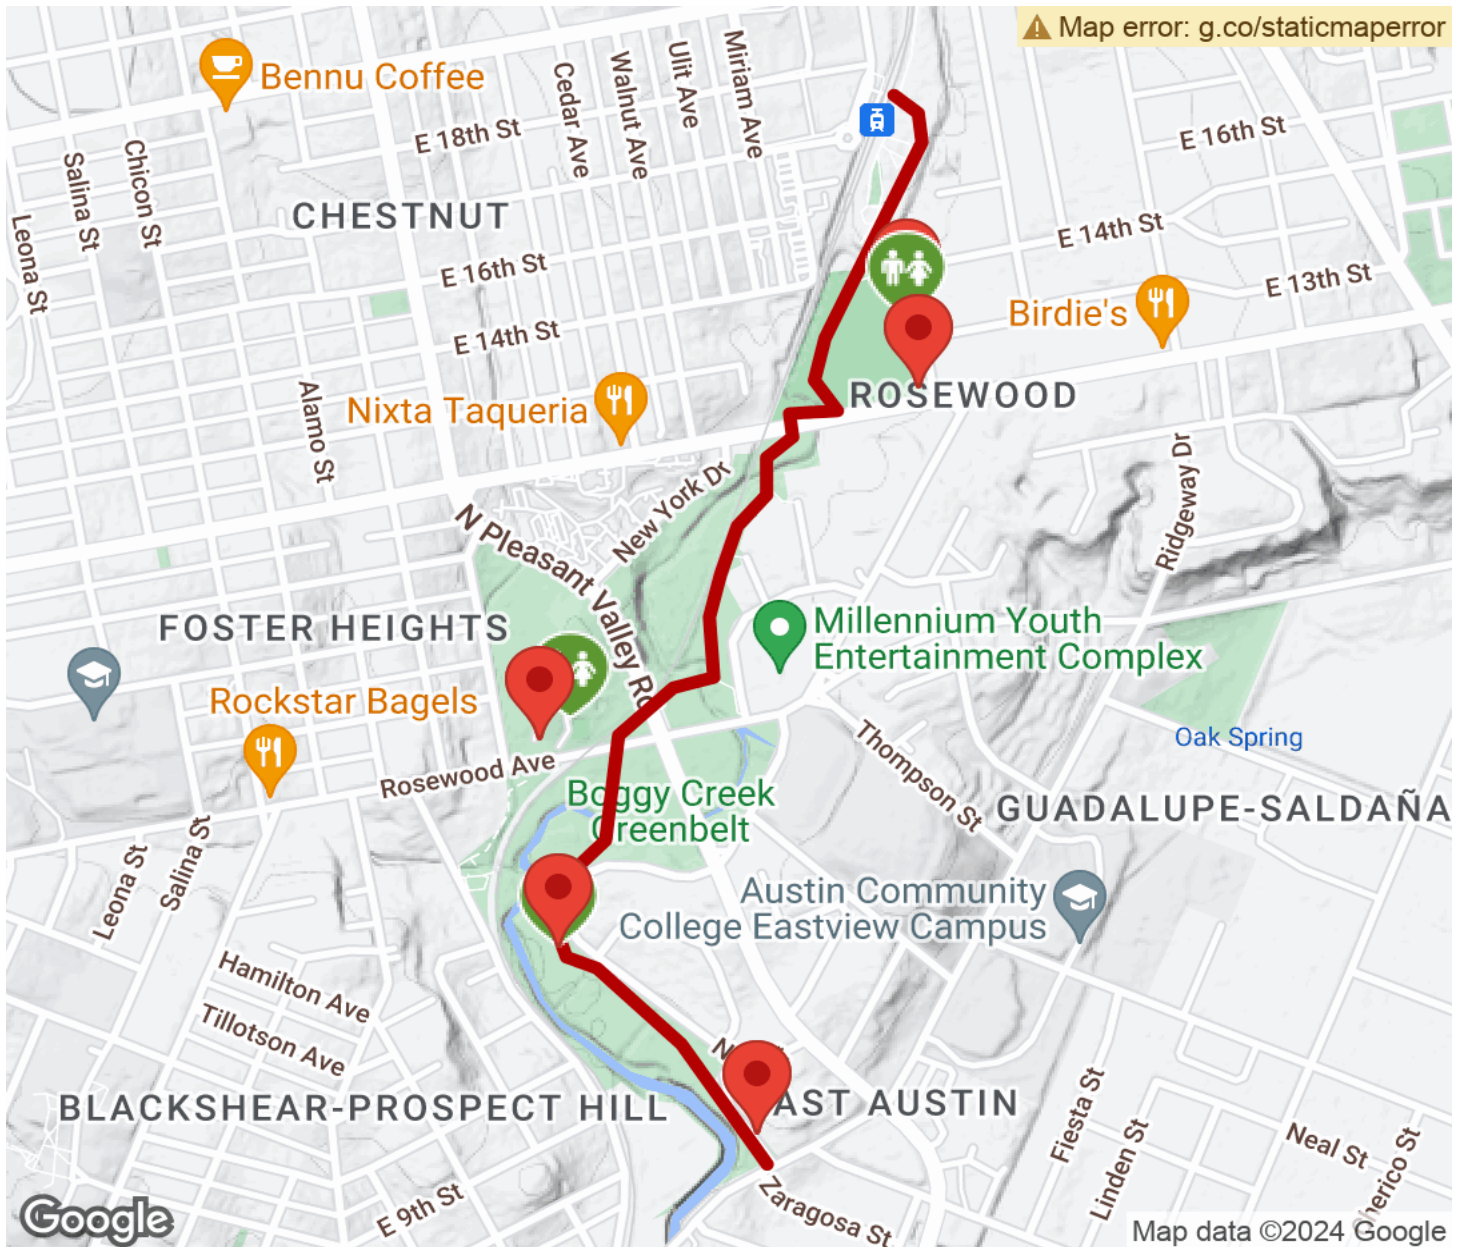 Map error: g.co/staticmaperror
Bennu Coffee
Cedar Ave
Walnut Ave
Ulit Ave
Miriam Ave
E 18th St
E 16th St
Salina St
Chicon St
Leona St
CHESTNUT
E 14th St
E 16th St
E 13th St
Birdie's
E 14th St
Nixta Taqueria
ROSEWOOD
Alamo St
New York Dr
Ridgeway Dr
N Pleasant Valley Rd
FOSTER HEIGHTS
Millennium Youth
Entertainment Complex
Rockstar Bagels
Oak Spring
Rosewood Ave
Thompson St
Boggy Creek
Greenbelt
GUADALUPE-SALDAÑA
Leona St
Salina St
Austin Community
College Eastview Campus
Hamilton Ave
Tillotson Ave
BLACKSHEAR-PROSPECT HILL
AST AUSTIN
Fiesta St
Linden St
Neal St
herico St
E 9th St
Zaragosa St
Google
Map data ©2024 Google